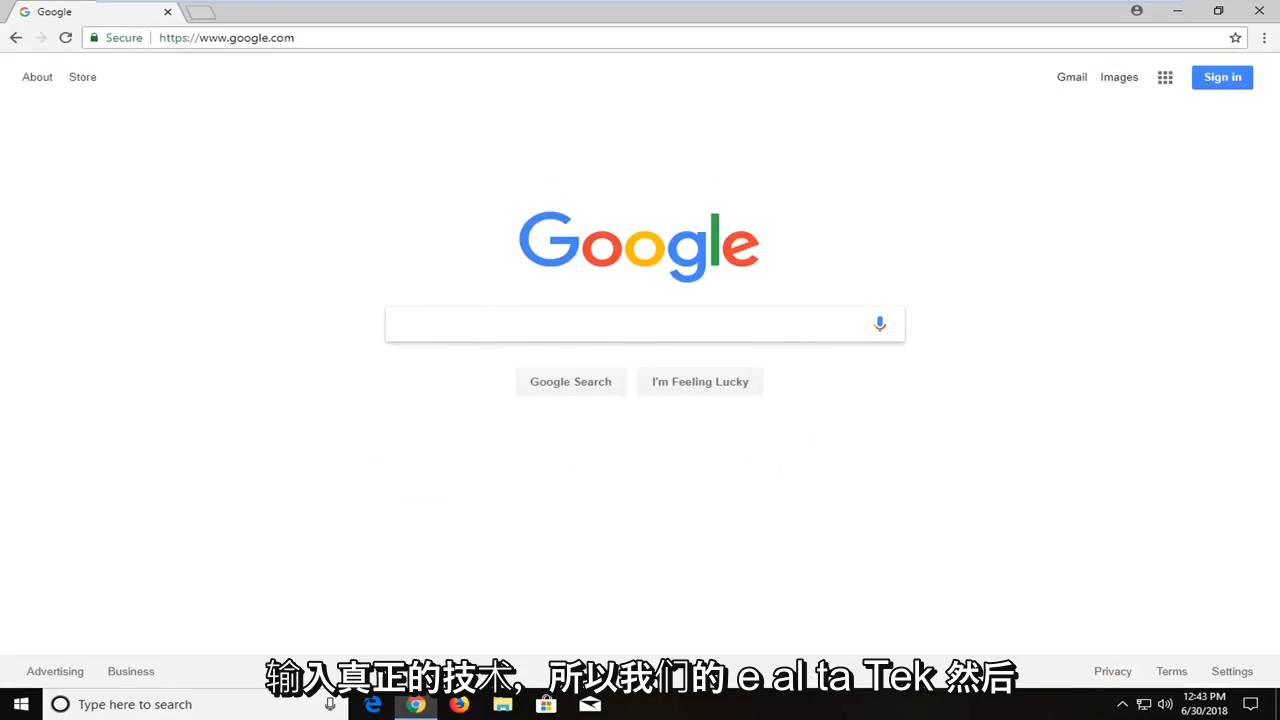 Google
Secure
https://www.google.com
About
Store
Gmail
Images
Sign in
Google
Google Search
I'm Feeling Lucky
Advertising
Business
Privacy
Terms
Settings
输入真正的技术，所以我们的 e al ta Tek 然后
Type here to search
12:43 PM
6/30/2018